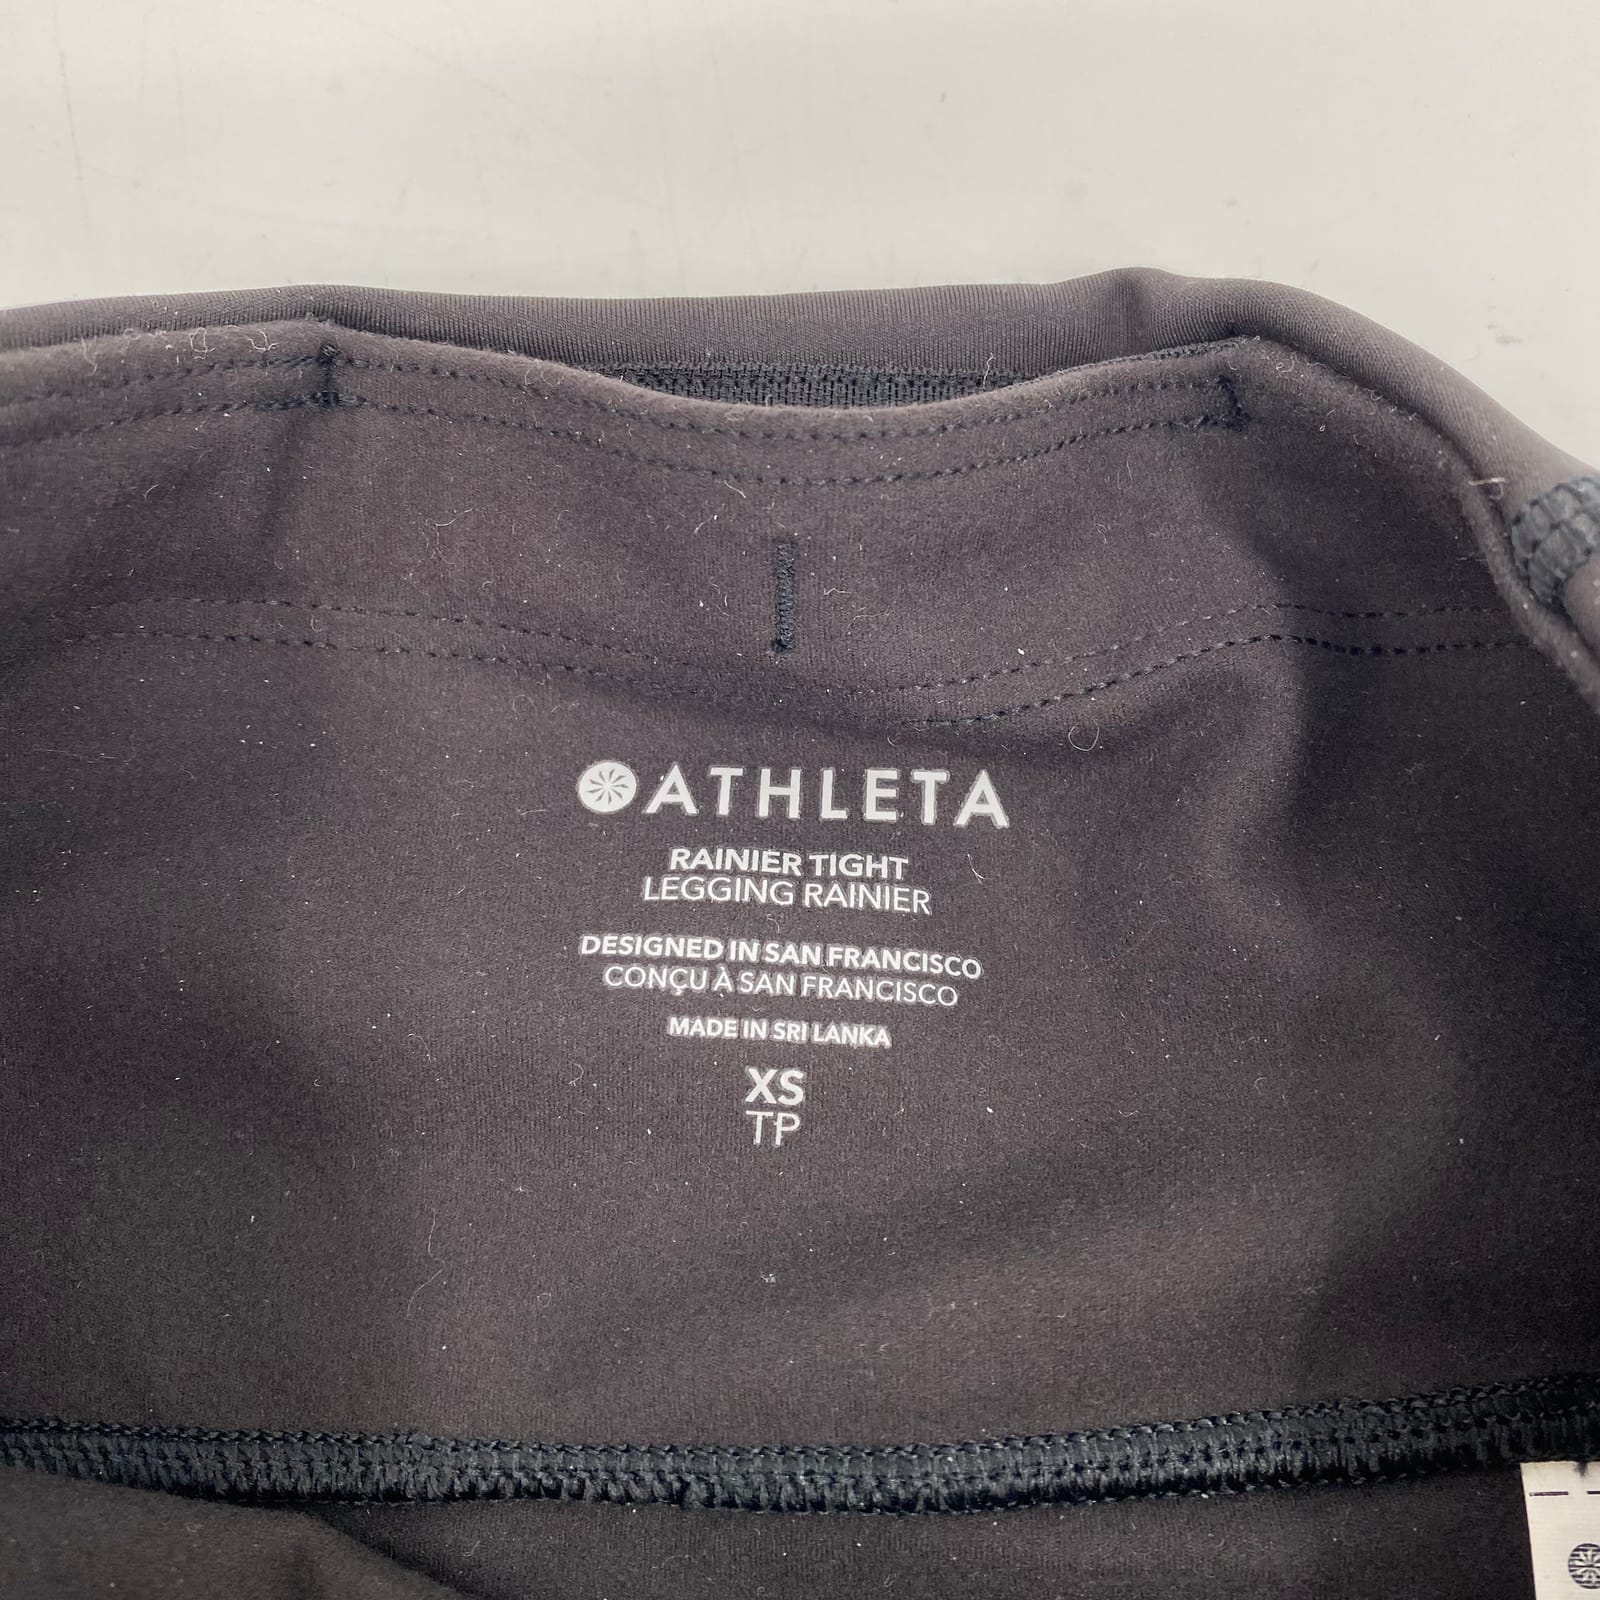 ATHLETA
RAINIER TIGHT
LEGGING RAINIER
DESIGNED IN SAN FRANCISCO
CONÇU À SAN FRANCISCO
MADE IN SRI LANKA
XS
TP